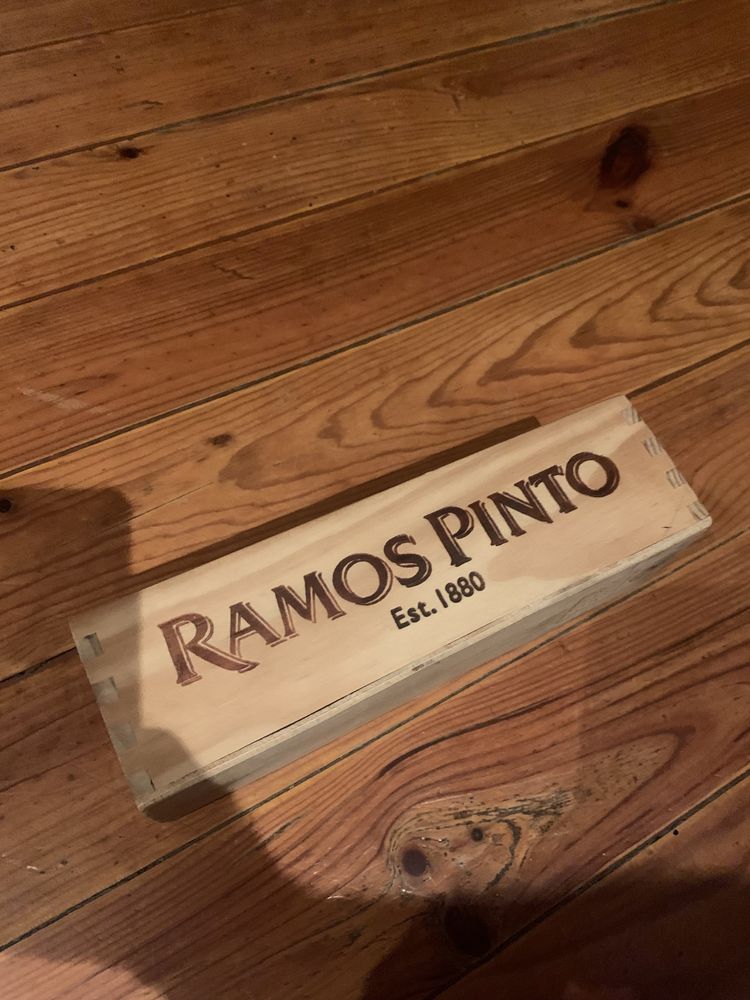 RAMOS PINTO
Est. 1880